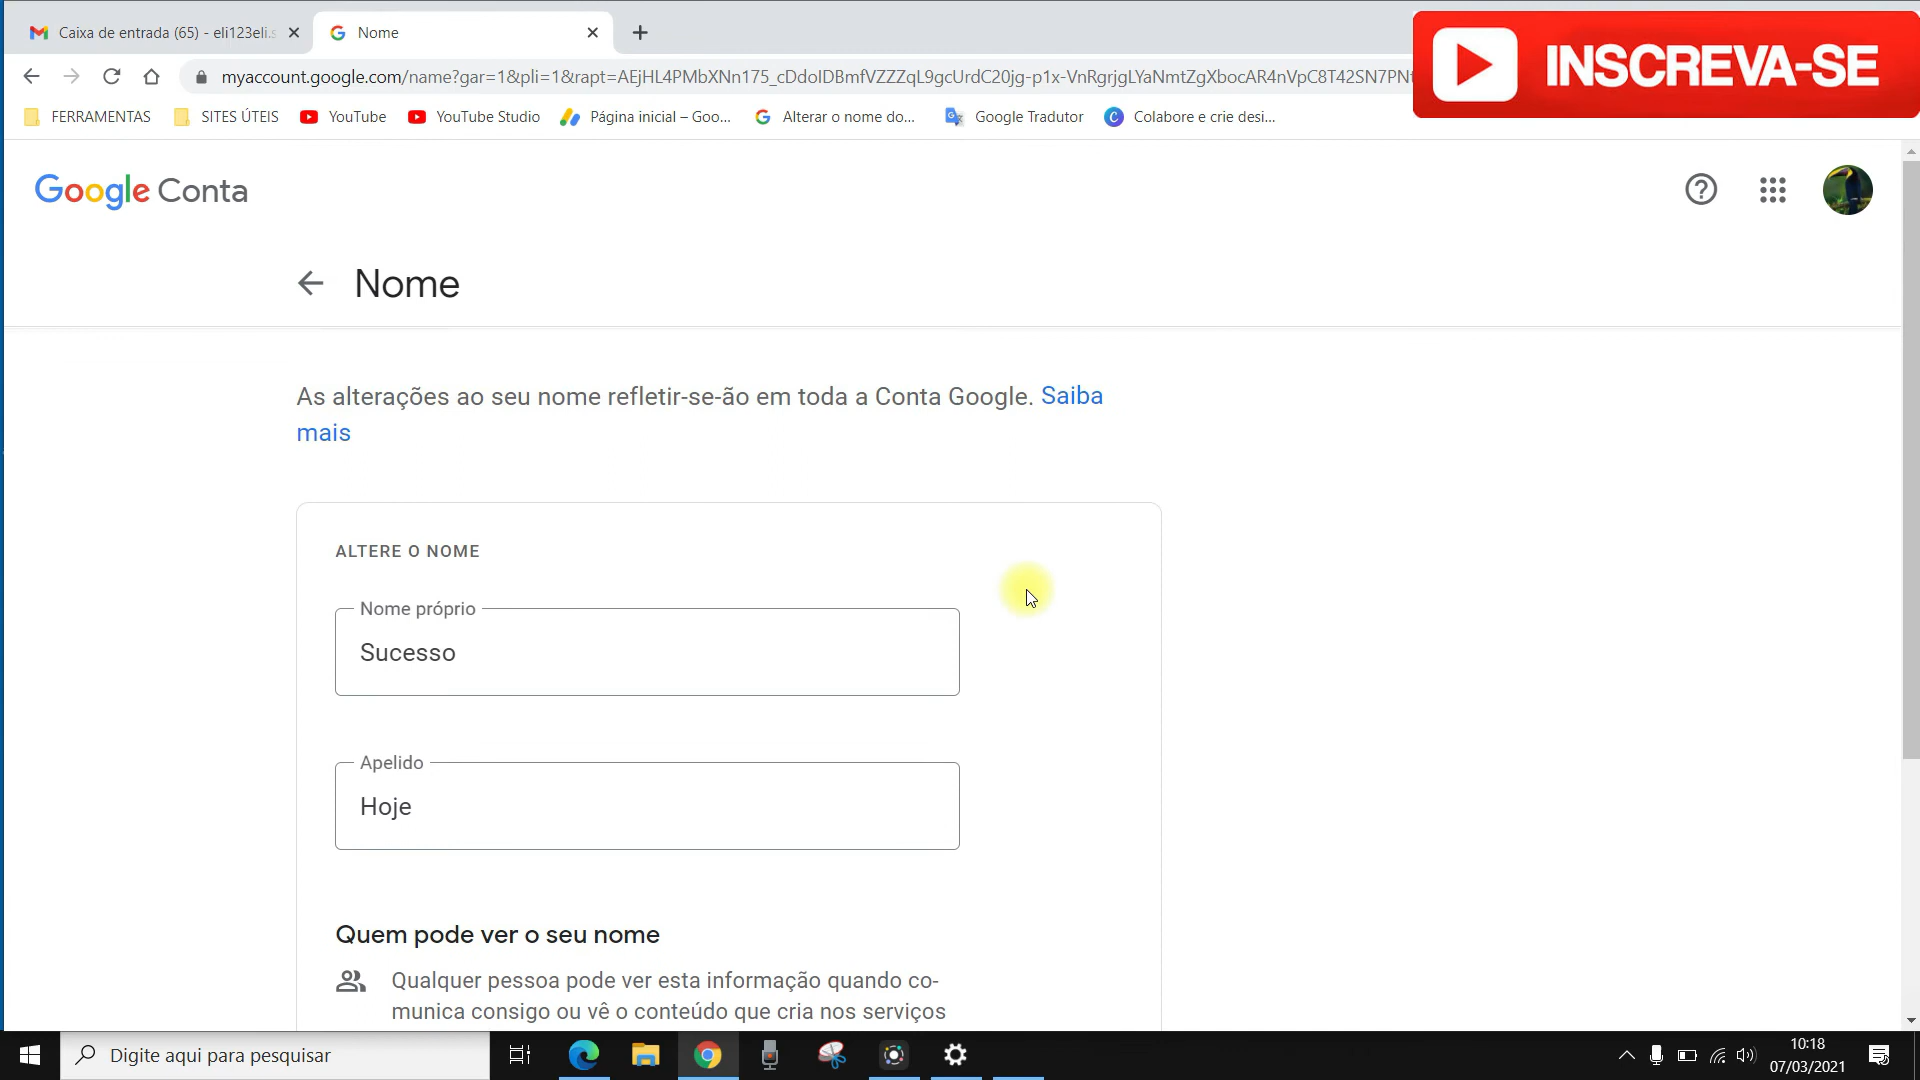 Caixa de entrada (65) - eli123eli.s
Nome
INSCREVA-SE
myaccount.google.com/name?gar=1&pli=1&rapt=AEjHL4PMbXNn175_cDdoIDBmfVZZZqL9gcUrdC20jg-p1x-VnRgrjgLYaNmtZgXbocAR4nVpC8T42SN7PNt
FERRAMENTAS
SITES ÚTEIS
YouTube
YouTube Studio
Página inicial – Goo...
Alterar o nome do...
Google Tradutor
Colabore e crie desi...
Google Conta
Nome
As alterações ao seu nome refletir-se-ão em toda a Conta Google. Saiba
mais
ALTERE O NOME
Nome próprio
Sucesso
Apelido
Hoje
Quem pode ver o seu nome
Qualquer pessoa pode ver esta informação quando co-
munica consigo ou vê o conteúdo que cria nos serviços
Digite aqui para pesquisar
10:18
07/03/2021